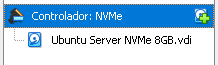 Controlador: NVMe
Ubuntu Server NVMe 8GB.vdi